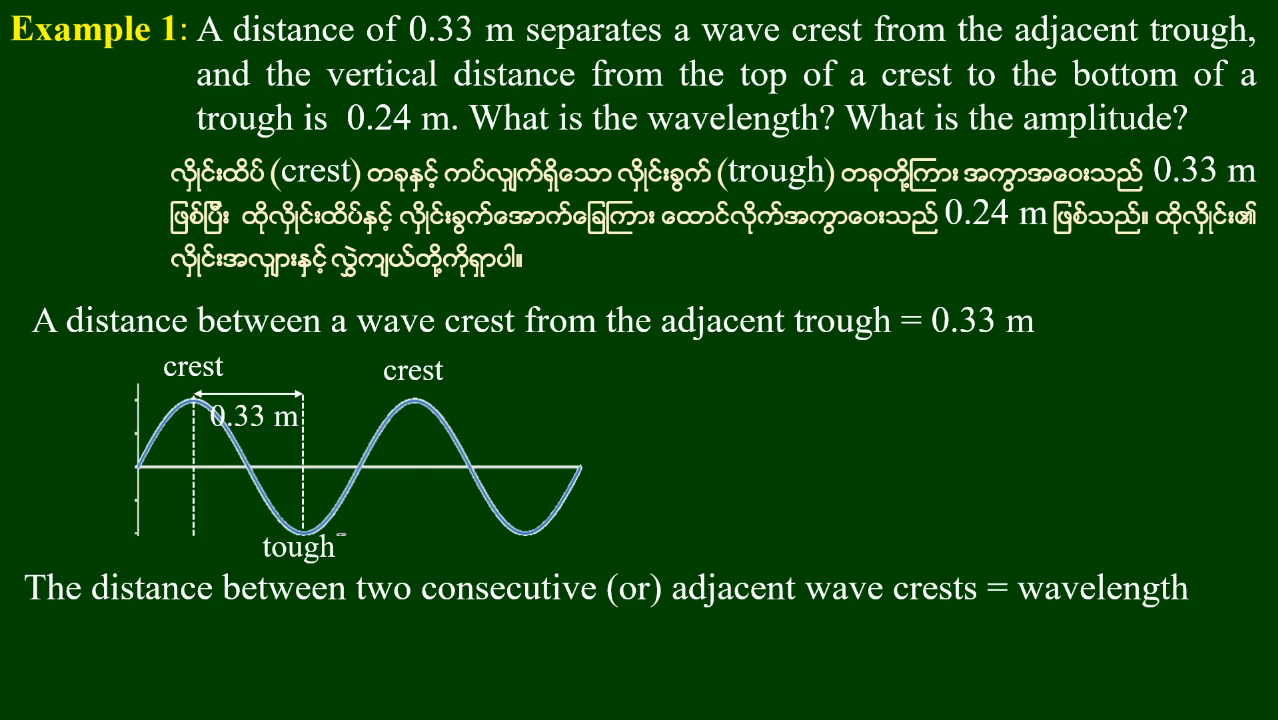 Example 1: A distance of 0.33 m separates a wave crest from the adjacent trough,
and the vertical distance from the top of a crest to the bottom of a
trough is 0.24 m. What is the wavelength? What is the amplitude?
လှိုင်းထိပ် (crest) တခုနှင့် ကပ်လျှက်ရှိသော လှိုင်းခွက် (trough) တခုတို့ကြား အကွာအဝေးသည် 0.33 m
ဖြစ်ပြီး ထိုလှိုင်းထိပ်နှင့် လှိုင်းခွက်အောက်ခြေကြား ထောင်လိုက်အကွာဝေးသည် 0.24 m ဖြစ်သည်။ ထိုလှိုင်း၏
လှိုင်းအလျားနှင့် လွှဲကျယ်တို့ကိုရှာပါ။
A distance between a wave crest from the adjacent trough = 0.33 m
crest crest
0.33 m
tough
The distance between two consecutive (or) adjacent wave crests = wavelength